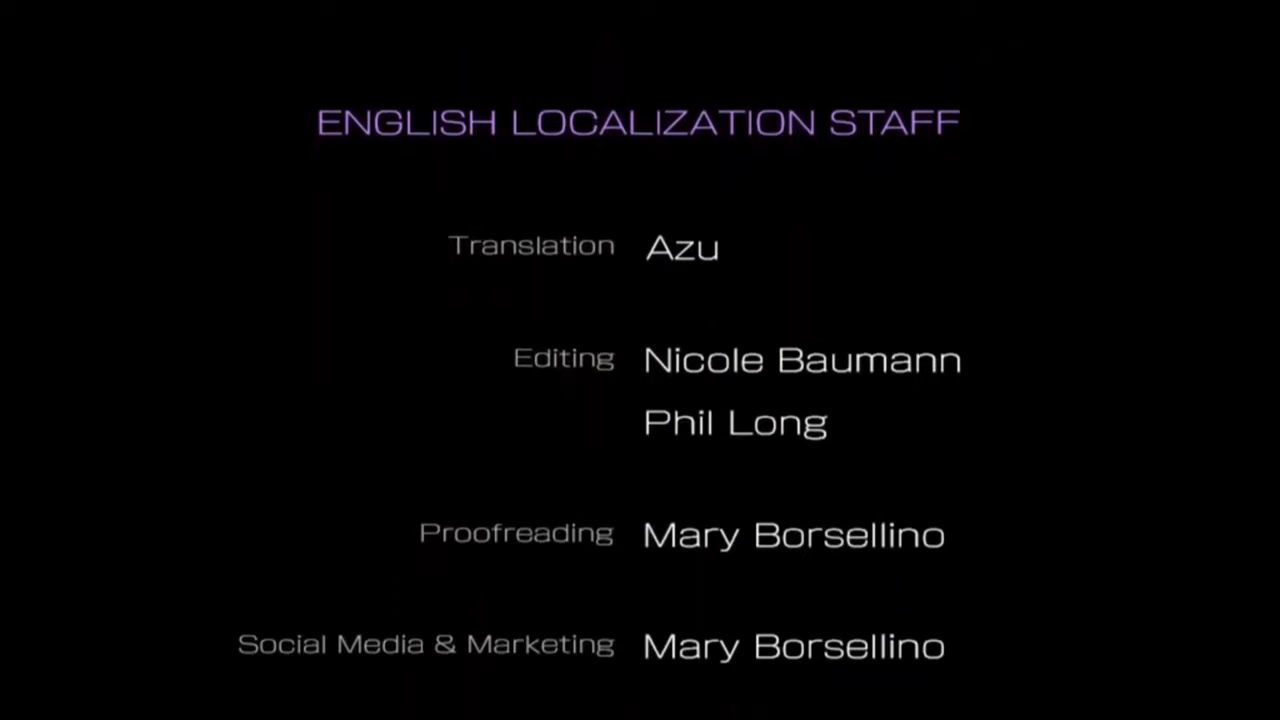 ENGLISH LOCALIZATION STAFF
Translation Azu
Editing Nicole Baumann
Phil Long
Proofreading Mary Borsellino
Social Media & Marketing Mary Borsellino